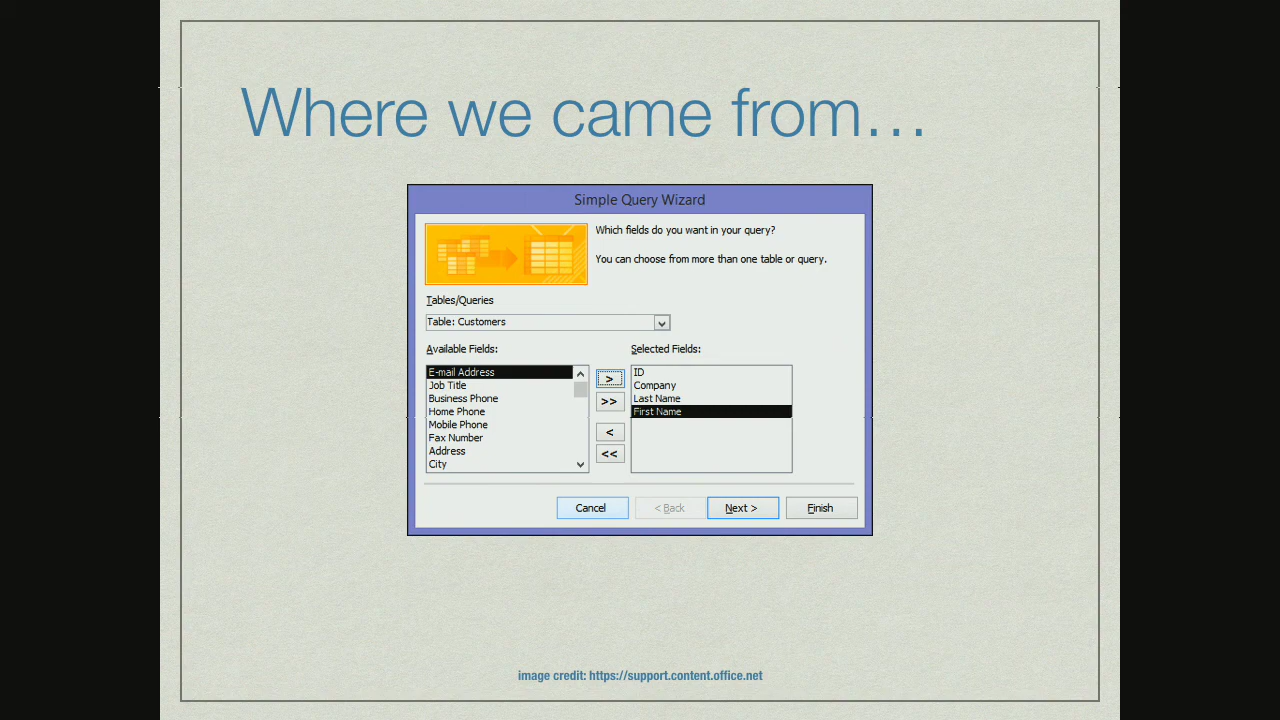 Where we came from…
Simple Query Wizard
Which fields do you want in your query?
You can choose from more than one table or query.
Tables/Queries
Table: Customers
Available Fields:
Selected Fields:
E-mail Address
Job Title
Business Phone
Home Phone
Mobile Phone
Fax Number
Address
City
>
>>
<
<<
ID
Company
Last Name
First Name
Cancel
< Back
Next >
Finish
image credit: https://support.content.office.net